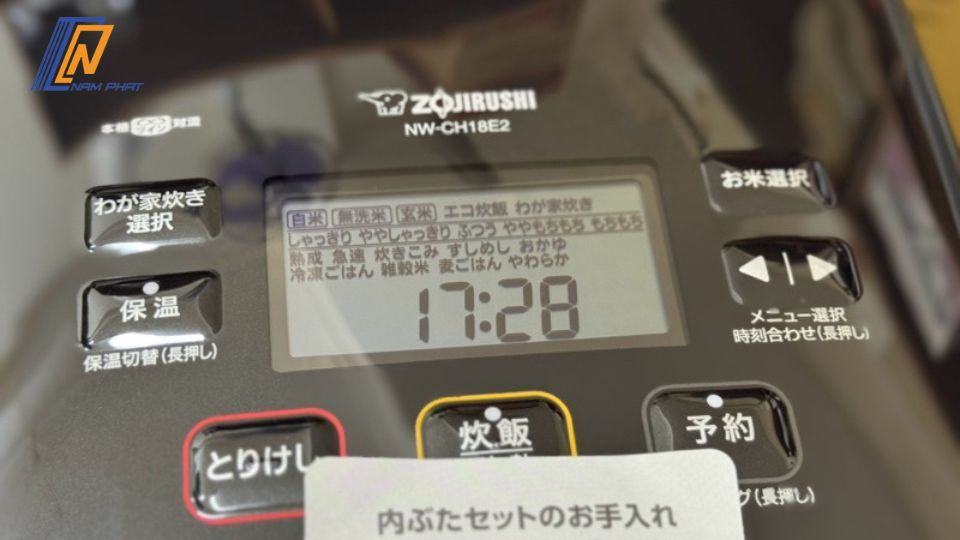 NAM PHAT
ZOJIRUSHI
NW-CH18E2
本格 対流
わが家炊き
選択
お米選択
白米 無洗米 玄米 エコ炊飯 わが家炊き
しゃっきり ややしゃっきり ふつう ややもちもち もちもち
熟成 急速 炊きこみ すしめし おかゆ
冷凍ごはん 雑穀米 麦ごはん やわらか
17:28
保温
保温切替(長押し)
メニュー選択
時刻合わせ(長押し)
とりけし
炊飯
予約
グ(長押し)
内ぶたセットのお手入れ